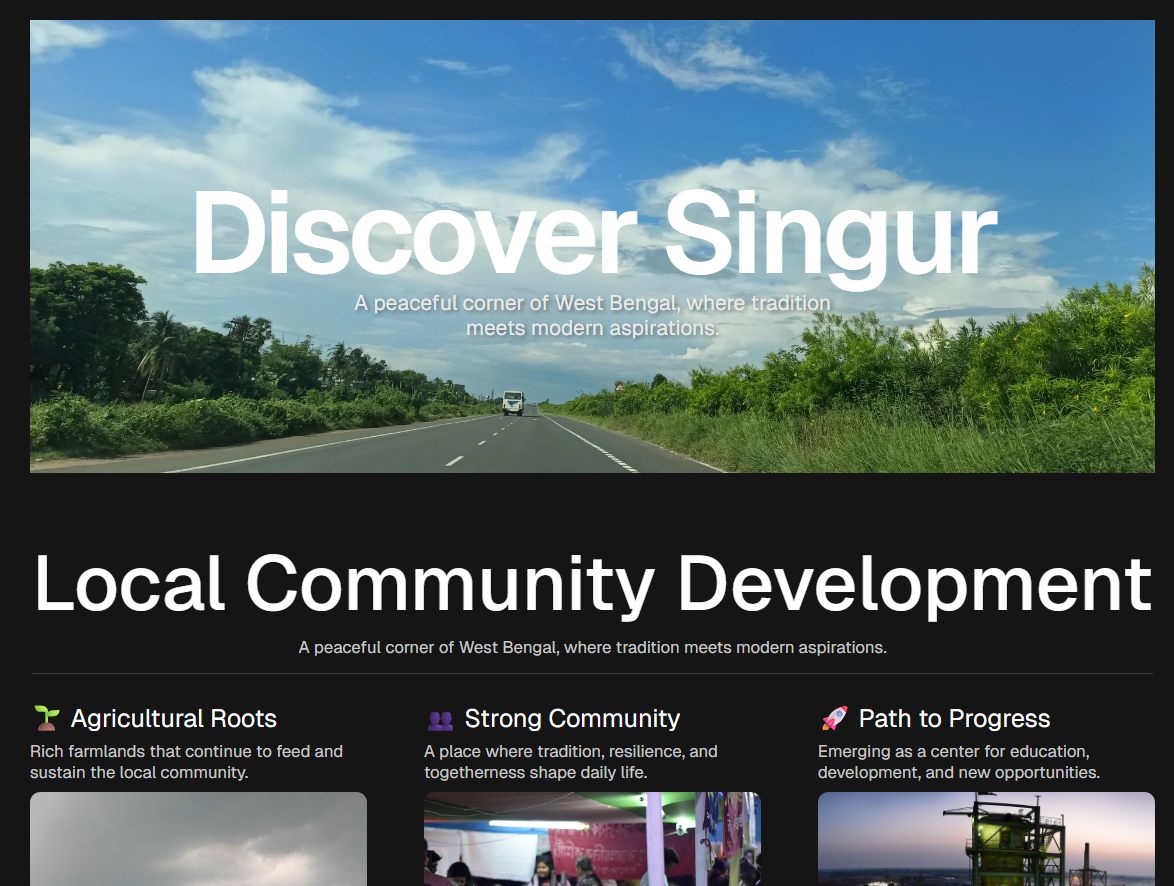 Discover Singur
A peaceful corner of West Bengal, where tradition
meets modern aspirations.
Local Community Development
A peaceful corner of West Bengal, where tradition meets modern aspirations.
Agricultural Roots
Rich farmlands that continue to feed and
sustain the local community.
Strong Community
A place where tradition, resilience, and
togetherness shape daily life.
Path to Progress
Emerging as a center for education,
development, and new opportunities.